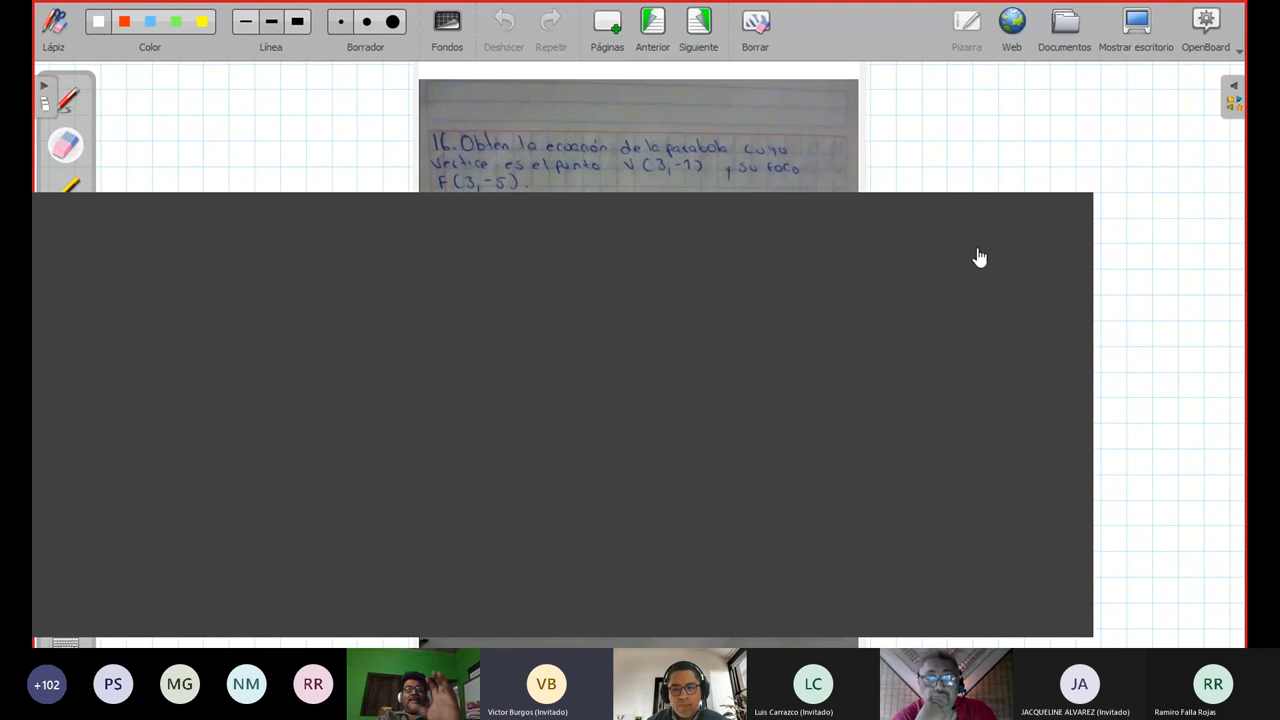 Lápiz
Color
Línea
Borrador
Fondos
Deshacer
Repetir
Páginas
Anterior
Siguiente
Borrar
Pizarra
Web
Documentos
Mostrar escritorio
OpenBoard
16. Obtén la ecuación de la parabola cuyo
vertice es el punto V(3,-1) y su foco
F(3,-5).
+102
PS
MG
NM
RR
VB
LC
JA
RR
Victor Burgos (Invitado)
Luis Carrazco (Invitado)
JACQUELINE ALVAREZ (Invitado)
Ramiro Falla Rojas